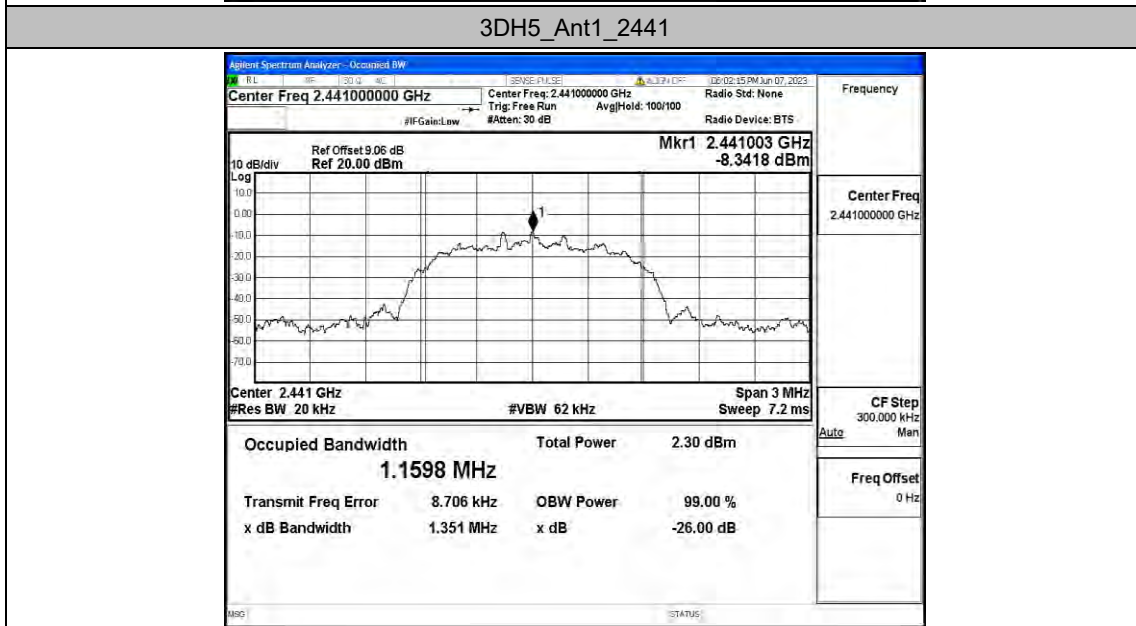 3DH5_Ant1_2441
Agilent Spectrum Analyzer - Occupied BW
RL RF 50 Ω AC SENSE:PULSE ALIGN OFF 06:02:15 PM Jun 07, 2023
Center Freq 2.441000000 GHz
Center Freq: 2.441000000 GHz Radio Std: None
Trig: Free Run Avg|Hold: 100/100
#IFGain:Low #Atten: 30 dB Radio Device: BTS
Mkr1 2.441003 GHz
-8.3418 dBm
Ref Offset 9.06 dB
10 dB/div Ref 20.00 dBm
Log
10.0
0.00
-10.0
-20.0
-30.0
-40.0
-50.0
-60.0
-70.0
1
Center 2.441 GHz Span 3 MHz
#Res BW 20 kHz #VBW 62 kHz Sweep 7.2 ms
Occupied Bandwidth Total Power 2.30 dBm
1.1598 MHz
Transmit Freq Error 8.706 kHz OBW Power 99.00 %
x dB Bandwidth 1.351 MHz x dB -26.00 dB
MSG STATUS
Frequency
Center Freq
2.441000000 GHz
CF Step
300.000 kHz
Auto Man
Freq Offset
0 Hz